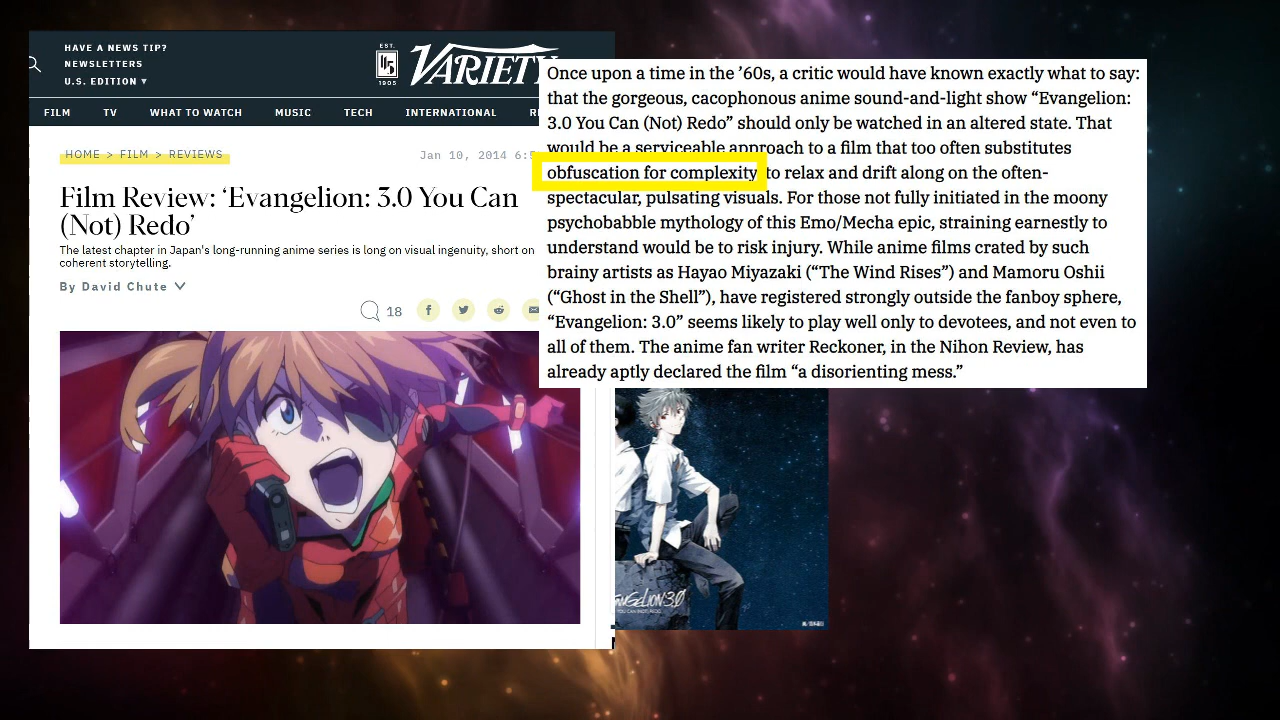 HAVE A NEWS TIP?
NEWSLETTERS
U.S. EDITION ▾
EST.
1905
VARIETY
FILM TV WHAT TO WATCH MUSIC TECH INTERNATIONAL
HOME > FILM > REVIEWS
Jan 10, 2014
Film Review: ‘Evangelion: 3.0 You Can
(Not) Redo’
The latest chapter in Japan's long-running anime series is long on visual ingenuity, short on
coherent storytelling.
By David Chute
18
Once upon a time in the ’60s, a critic would have known exactly what to say:
that the gorgeous, cacophonous anime sound-and-light show “Evangelion:
3.0 You Can (Not) Redo” should only be watched in an altered state. That
would be a serviceable approach to a film that too often substitutes
obfuscation for complexity to relax and drift along on the often-
spectacular, pulsating visuals. For those not fully initiated in the moony
psychobabble mythology of this Emo/Mecha epic, straining earnestly to
understand would be to risk injury. While anime films crated by such
brainy artists as Hayao Miyazaki (“The Wind Rises”) and Mamoru Oshii
(“Ghost in the Shell”), have registered strongly outside the fanboy sphere,
“Evangelion: 3.0” seems likely to play well only to devotees, and not even to
all of them. The anime fan writer Reckoner, in the Nihon Review, has
already aptly declared the film “a disorienting mess.”
YOU CAN (NOT) REDO.